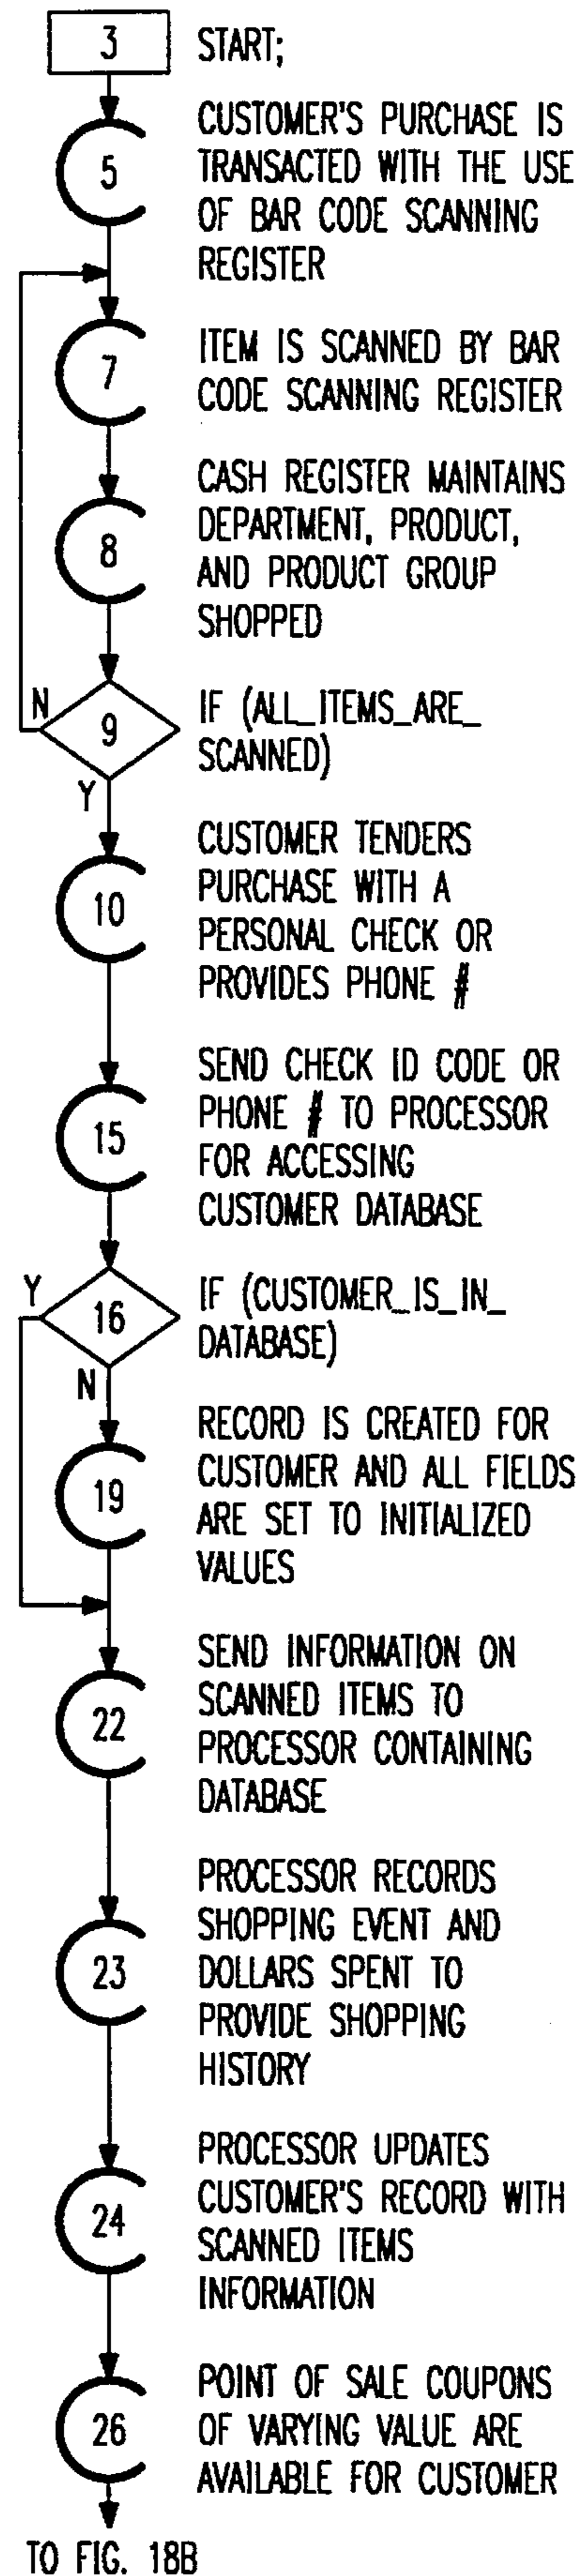 3 START;
5 CUSTOMER'S PURCHASE IS
TRANSACTED WITH THE USE
OF BAR CODE SCANNING
REGISTER
7 ITEM IS SCANNED BY BAR
CODE SCANNING REGISTER
8 CASH REGISTER MAINTAINS
DEPARTMENT, PRODUCT,
AND PRODUCT GROUP
SHOPPED
N 9 IF (ALL_ITEMS_ARE_
SCANNED)
Y
10 CUSTOMER TENDERS
PURCHASE WITH A
PERSONAL CHECK OR
PROVIDES PHONE #
15 SEND CHECK ID CODE OR
PHONE # TO PROCESSOR
FOR ACCESSING
CUSTOMER DATABASE
Y 16 IF (CUSTOMER_IS_IN_
DATABASE)
N
19 RECORD IS CREATED FOR
CUSTOMER AND ALL FIELDS
ARE SET TO INITIALIZED
VALUES
22 SEND INFORMATION ON
SCANNED ITEMS TO
PROCESSOR CONTAINING
DATABASE
23 PROCESSOR RECORDS
SHOPPING EVENT AND
DOLLARS SPENT TO
PROVIDE SHOPPING
HISTORY
24 PROCESSOR UPDATES
CUSTOMER'S RECORD WITH
SCANNED ITEMS
INFORMATION
26 POINT OF SALE COUPONS
OF VARYING VALUE ARE
AVAILABLE FOR CUSTOMER
TO FIG. 18B